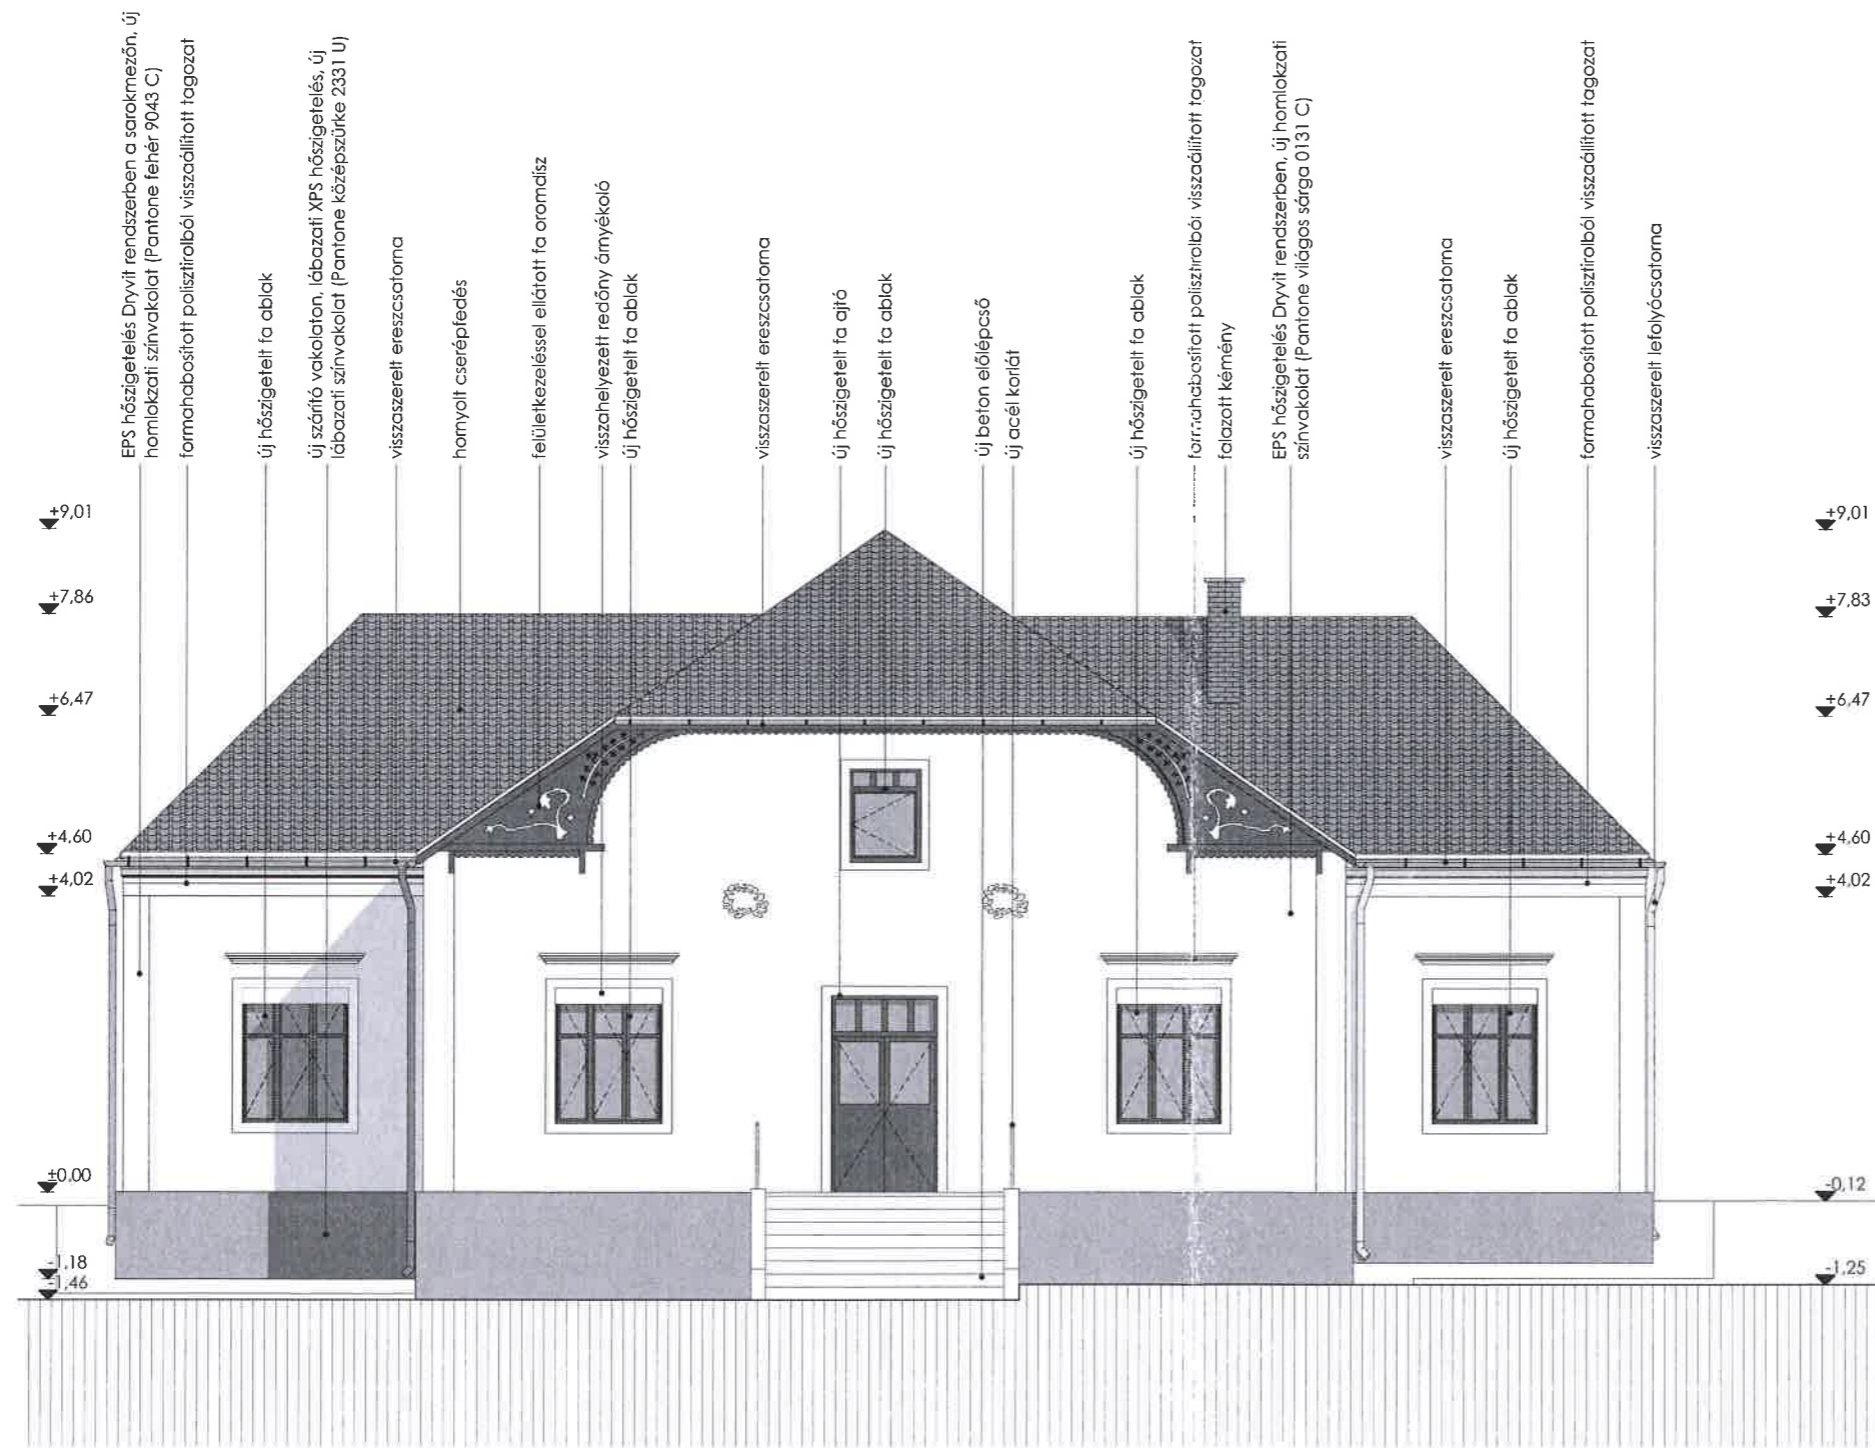 EPS hőszigetelés Dryvit rendszerben a sarokmezőn, új
homlokzati színvakolat (Pantone fehér 9043 C)
formahabosított polisztirolból visszaállított tagozat
új hőszigetelt fa ablak
új szárító vakolaton, lábazati XPS hőszigetelés, új
lábazati színvakolat (Pantone középszürke 2331 U)
visszaszerelt ereszcsatorna
hornyolt cserépfedés
felületkezeléssel ellátott fa oromdísz
visszahelyezett redőny árnyékoló
új hőszigetelt fa ablak
visszaszerelt ereszcsatorna
új hőszigetelt fa ajtó
új hőszigetelt fa ablak
új beton előlépcső
új acél korlát
új hőszigetelt fa ablak
formahabosított polisztirolból visszaállított tagozat
falazott kémény
EPS hőszigetelés Dryvit rendszerben, új homlokzati
színvakolat (Pantone világos sárga 0131 C)
visszaszerelt ereszcsatorna
új hőszigetelt fa ablak
formahabosított polisztirolból visszaállított tagozat
visszaszerelt lefolyócsatorna
+9,01
+7,86
+6,47
+4,60
+4,02
±0,00
-1,18
-1,46
+9,01
+7,83
+6,47
+4,60
+4,02
-0,12
-1,25